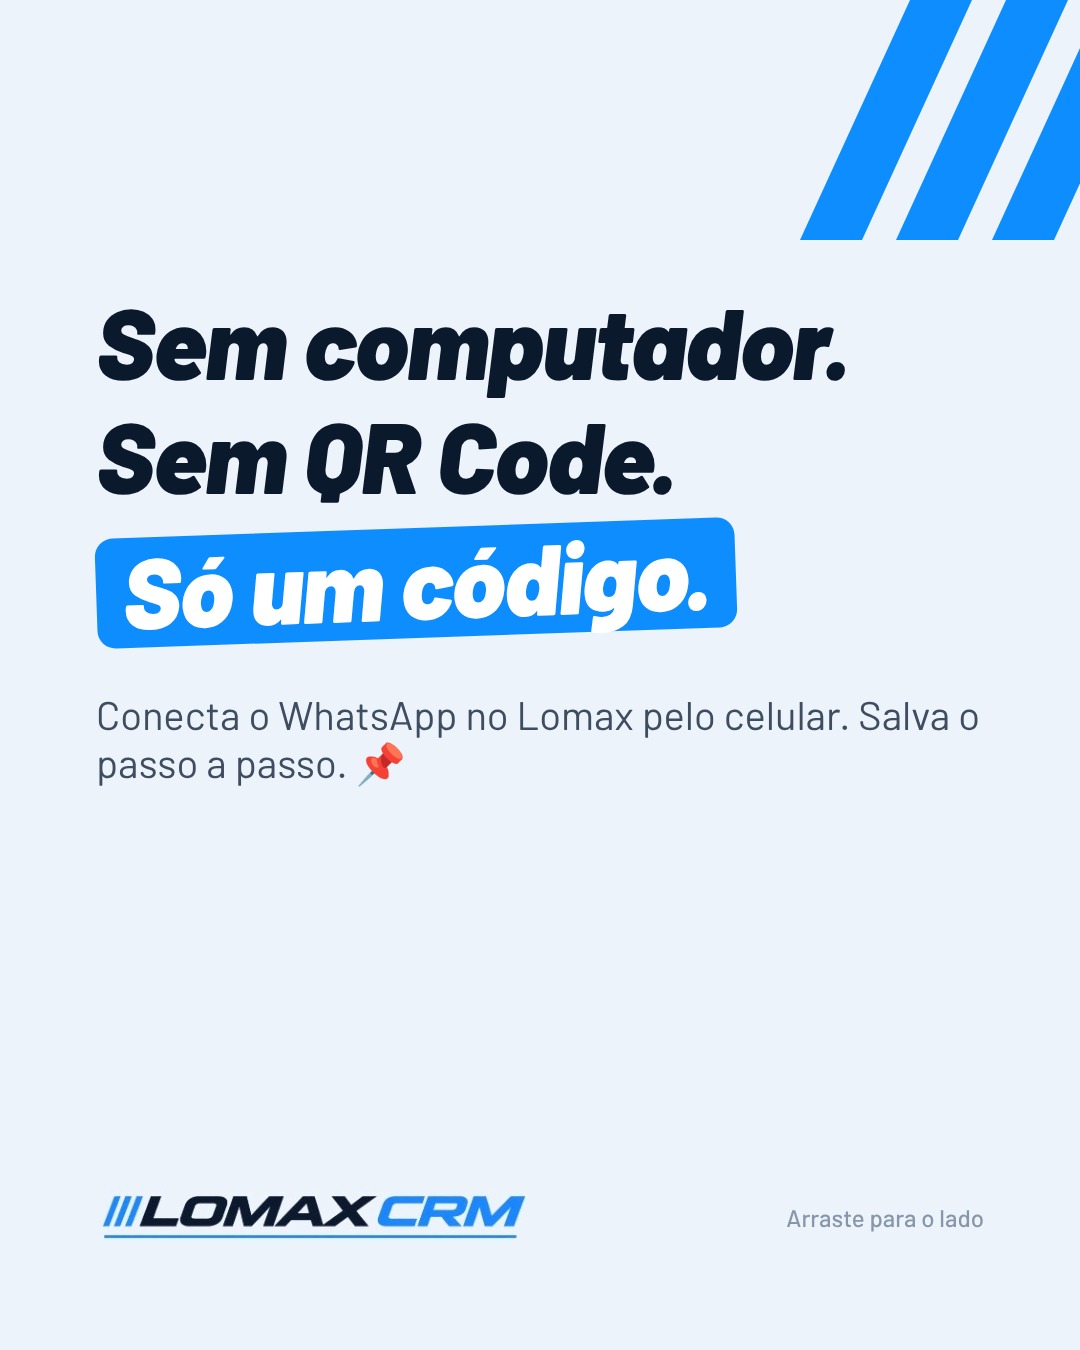 Sem computador.
Sem QR Code.
Só um código.
Conecta o WhatsApp no Lomax pelo celular. Salva o
passo a passo. 📌
LOMAX CRM
Arraste para o lado